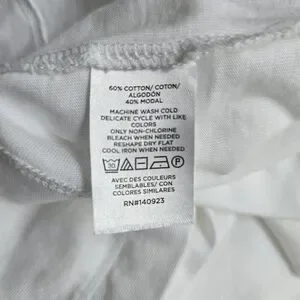 60% COTTON/ COTON/
ALGODÓN
40% MODAL
MACHINE WASH COLD
DELICATE CYCLE WITH LIKE
COLORS
ONLY NON-CHLORINE
BLEACH WHEN NEEDED
RESHAPE DRY FLAT
COOL IRON WHEN NEEDED
30 P
AVEC DES COULEURS
SEMBLABLES/ CON
COLORES SIMILARES
RN#140923